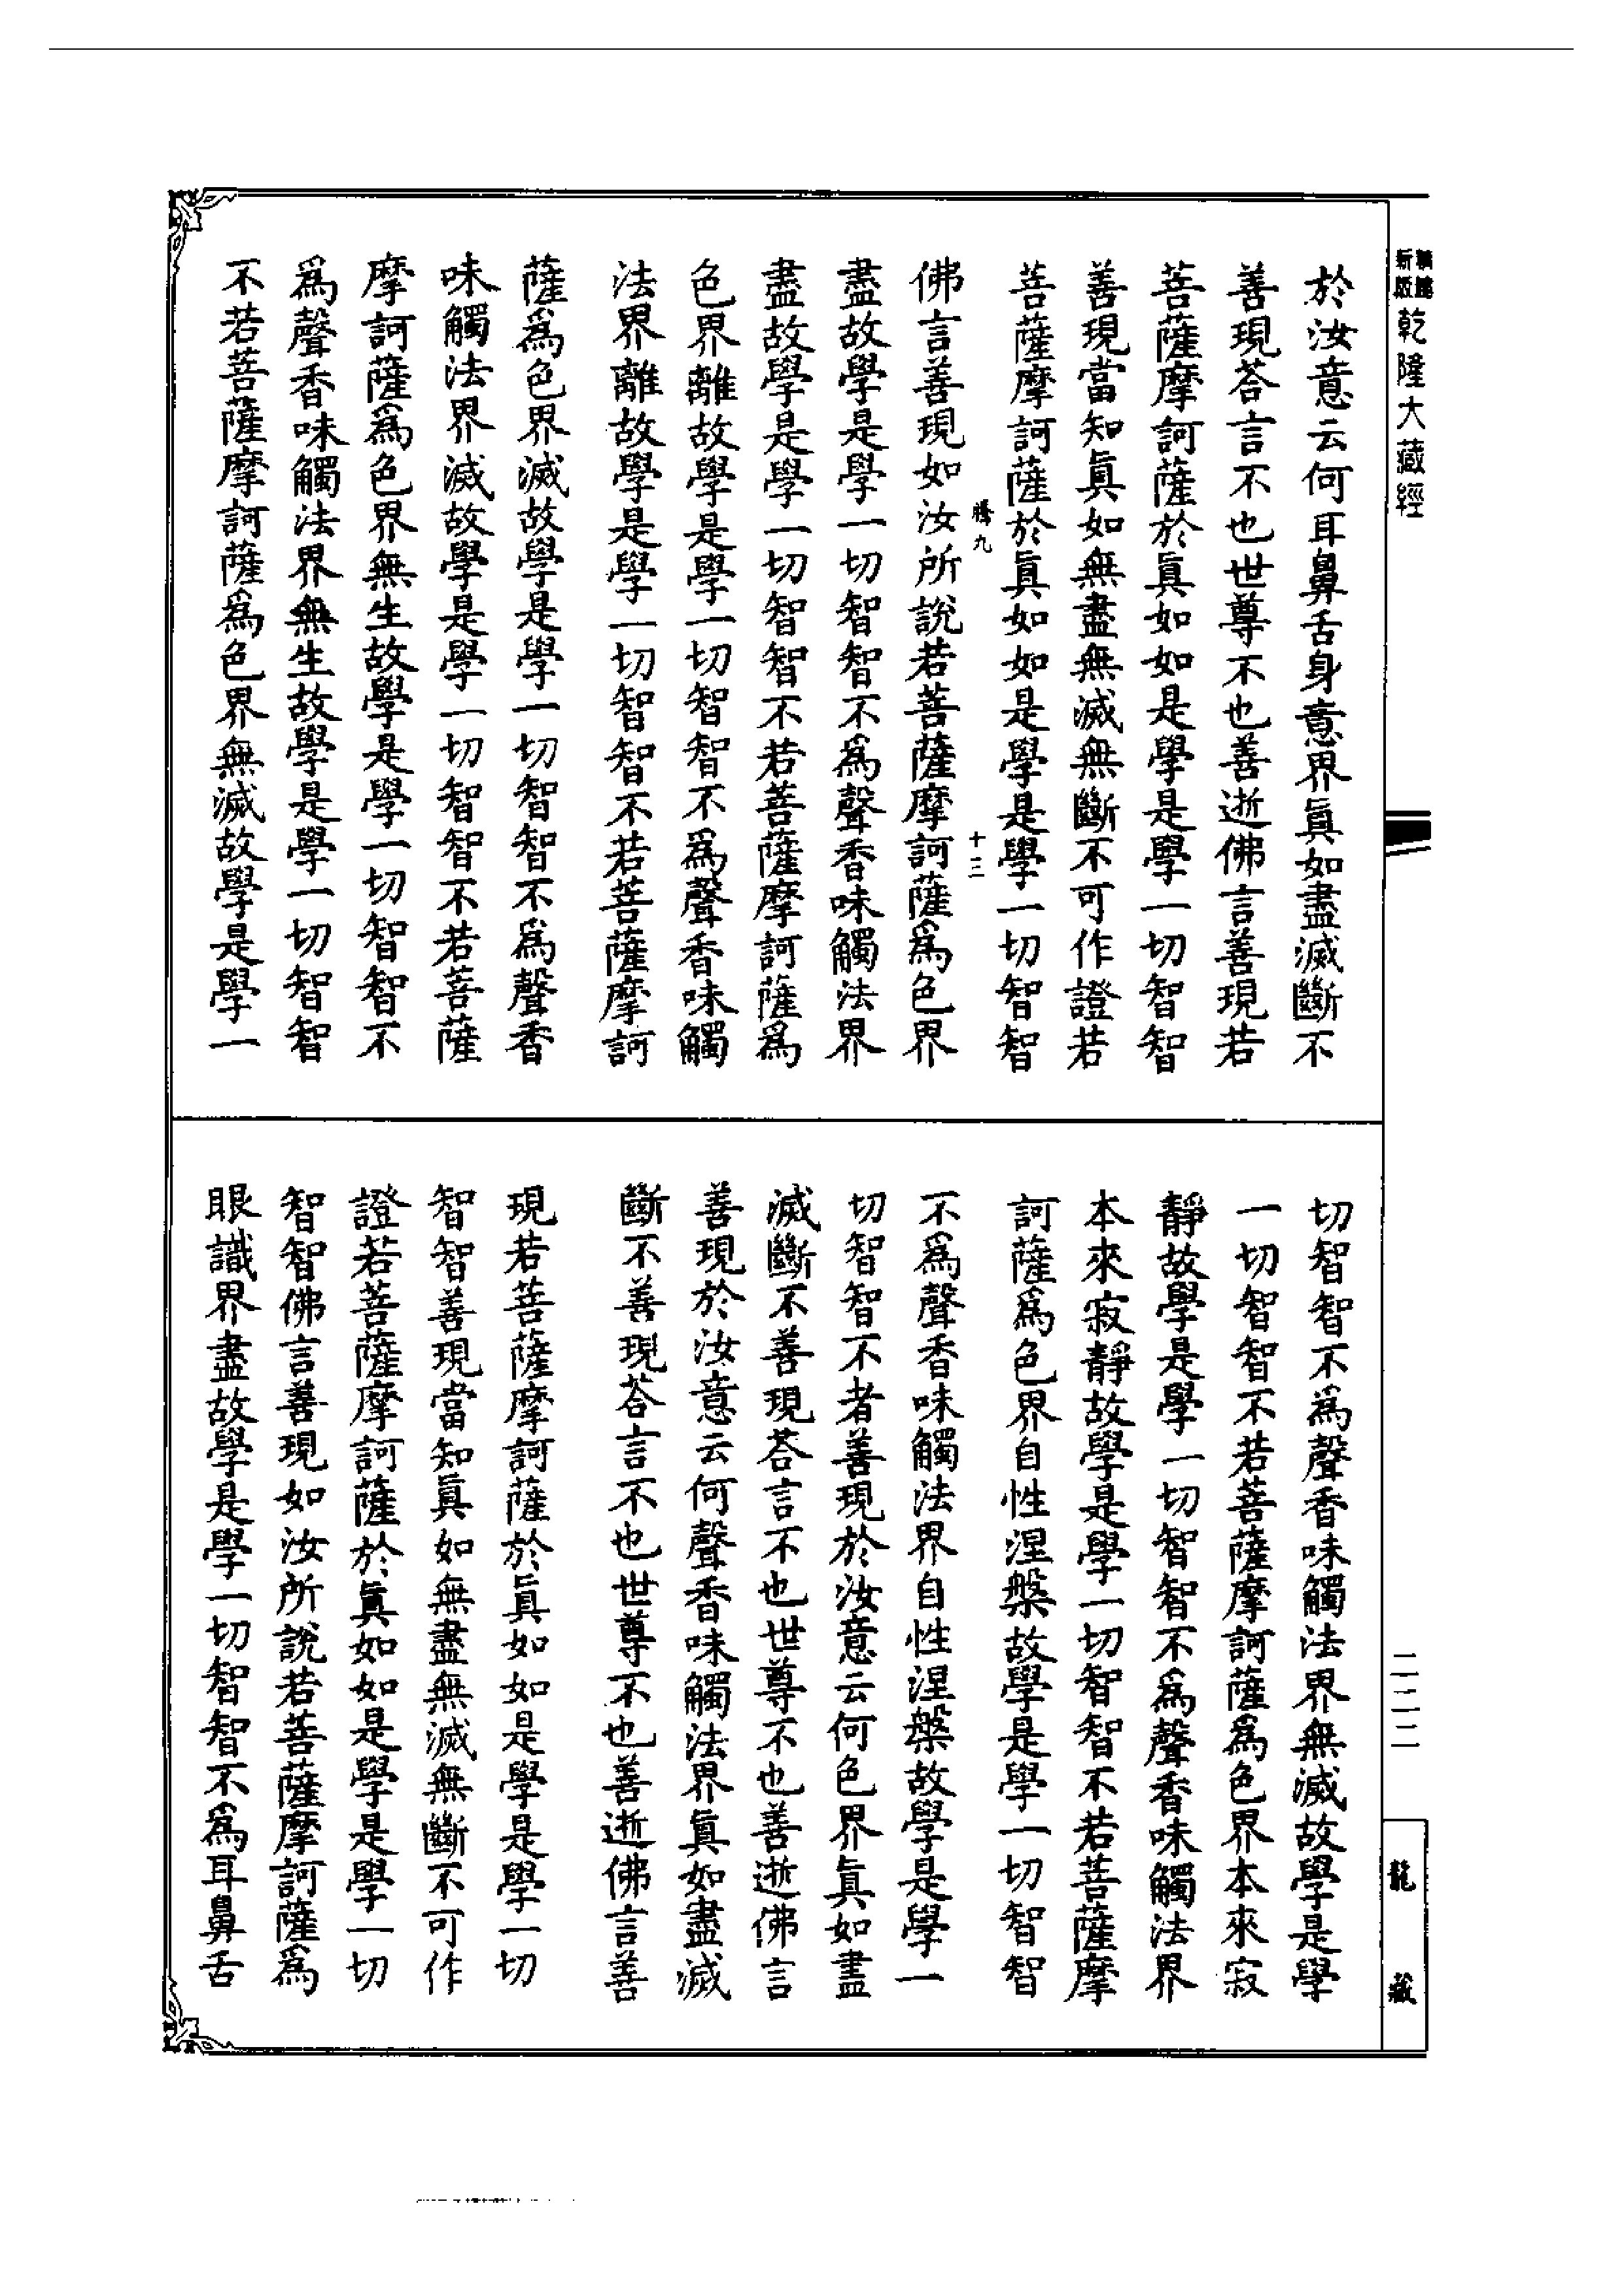 新版
乾隆大藏經
於汝意云何耳鼻舌身意界眞如盡滅斷不
善現荅言不也世尊不也善逝佛言善現若
菩薩摩訶薩於眞如如是學是學一切智智
善現當知眞如無盡無滅無斷不可作證若
菩薩摩訶薩於眞如如是學是學一切智智
騰九
十三
佛言善現如汝所說若菩薩摩訶薩爲色界
盡故學是學一切智智不爲聲香味觸法界
盡故學是學一切智智不若菩薩摩訶薩爲
色界離故學是學一切智智不爲聲香味觸
法界離故學是學一切智智不若菩薩摩訶
薩爲色界滅故學是學一切智智不爲聲香
味觸法界滅故學是學一切智智不若菩薩
摩訶薩爲色界無生故學是學一切智智不
爲聲香味觸法界無生故學是學一切智智
不若菩薩摩訶薩爲色界無滅故學是學一
切智智不爲聲香味觸法界無滅故學是學
一切智智不若菩薩摩訶薩爲色界本來寂
靜故學是學一切智智不爲聲香味觸法界
本來寂靜故學是學一切智智不若菩薩摩
訶薩爲色界自性涅槃故學是學一切智智
不爲聲香味觸法界自性涅槃故學是學一
切智智不者善現於汝意云何色界眞如盡
滅斷不善現荅言不也世尊不也善逝佛言
善現於汝意云何聲香味觸法界眞如盡滅
斷不善現荅言不也世尊不也善逝佛言善
現若菩薩摩訶薩於眞如如是學是學一切
智智善現當知眞如無盡無滅無斷不可作
證若菩薩摩訶薩於眞如如是學是學一切
智智佛言善現如汝所說若菩薩摩訶薩爲
眼識界盡故學是學一切智智不爲耳鼻舌
二二二
龍藏